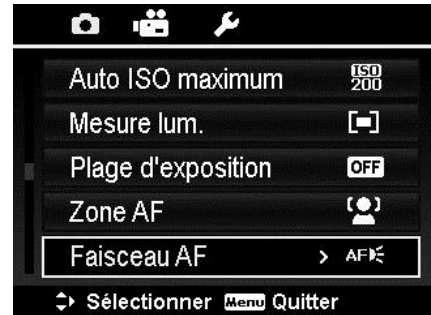 Auto ISO maximum ISO 200
Mesure lum.
Plage d'exposition OFF
Zone AF
Faisceau AF > AF
Sélectionner Menu Quitter